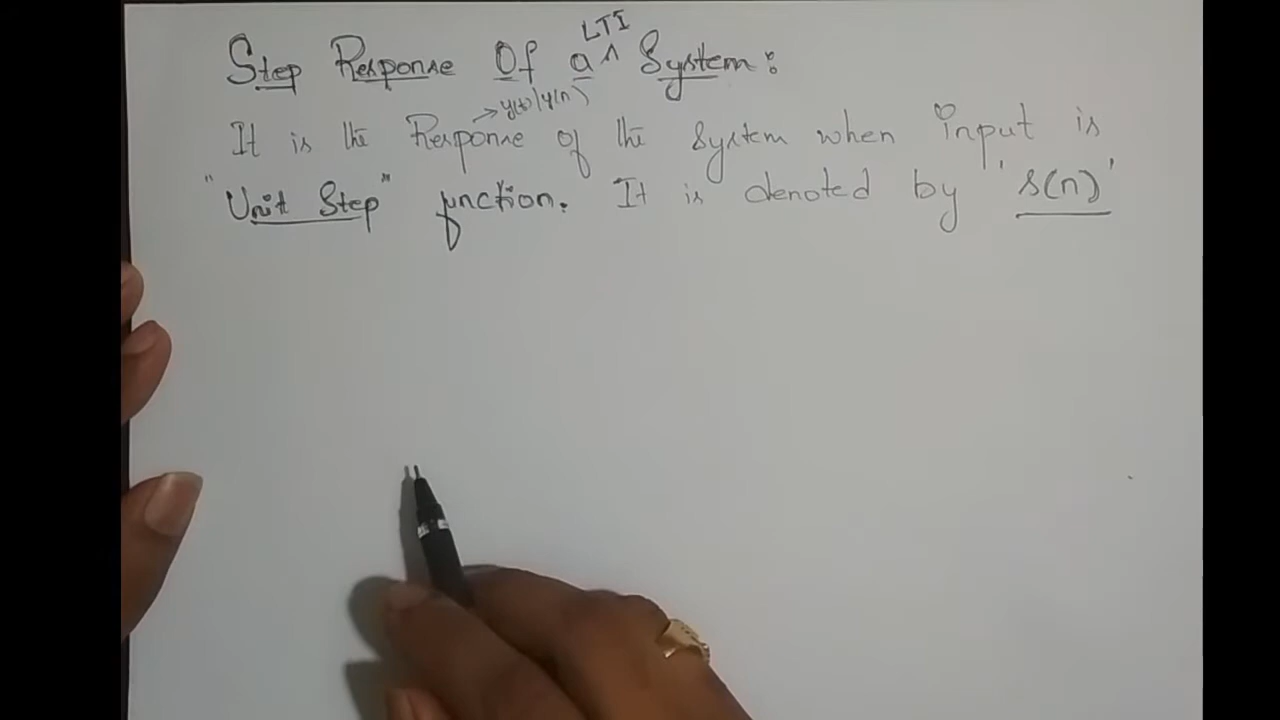 Step Response Of a ^ LTI System :
→ y(t)/y(n)
It is the Response of the System when input is
"Unit Step" function. It is denoted by 's(n)'